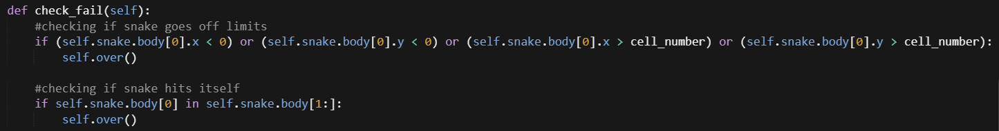 def check_fail(self):
    #checking if snake goes off limits
    if (self.snake.body[0].x < 0) or (self.snake.body[0].y < 0) or (self.snake.body[0].x > cell_number) or (self.snake.body[0].y > cell_number):
        self.over()

    #checking if snake hits itself
    if self.snake.body[0] in self.snake.body[1:]:
        self.over()